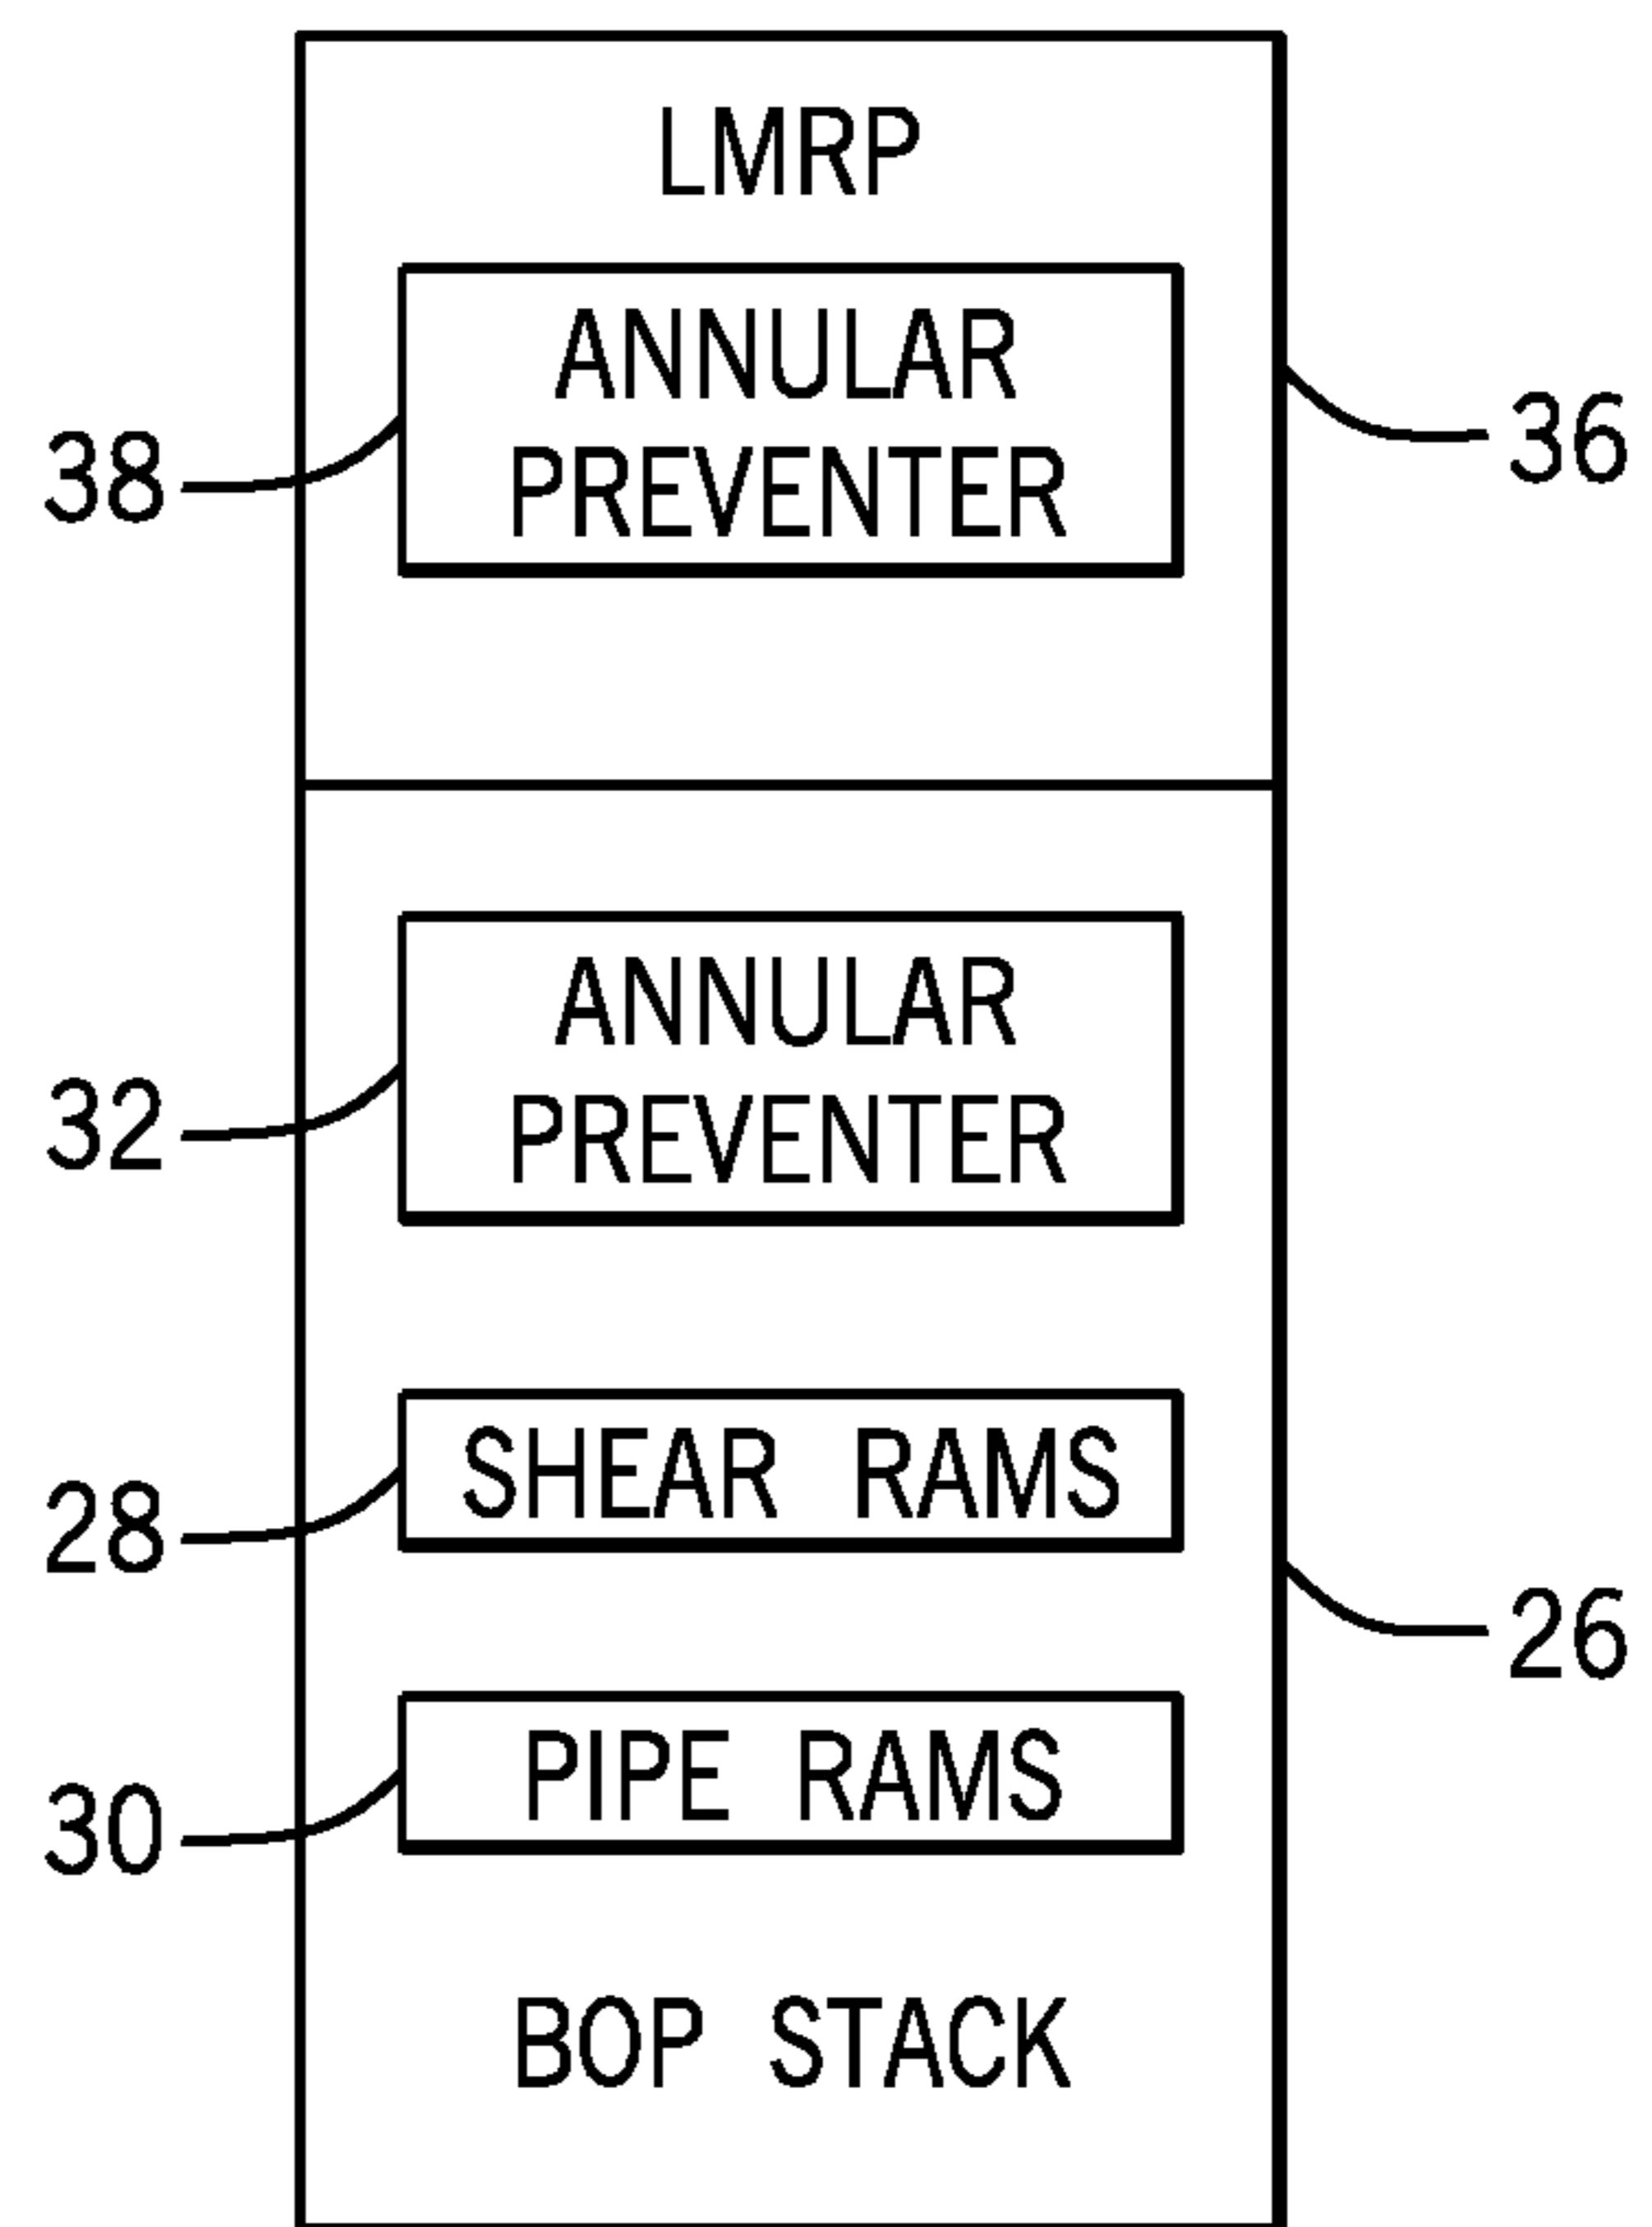 LMRP
ANNULAR
PREVENTER
36
38
ANNULAR
PREVENTER
32
SHEAR RAMS
28
26
PIPE RAMS
30
BOP STACK